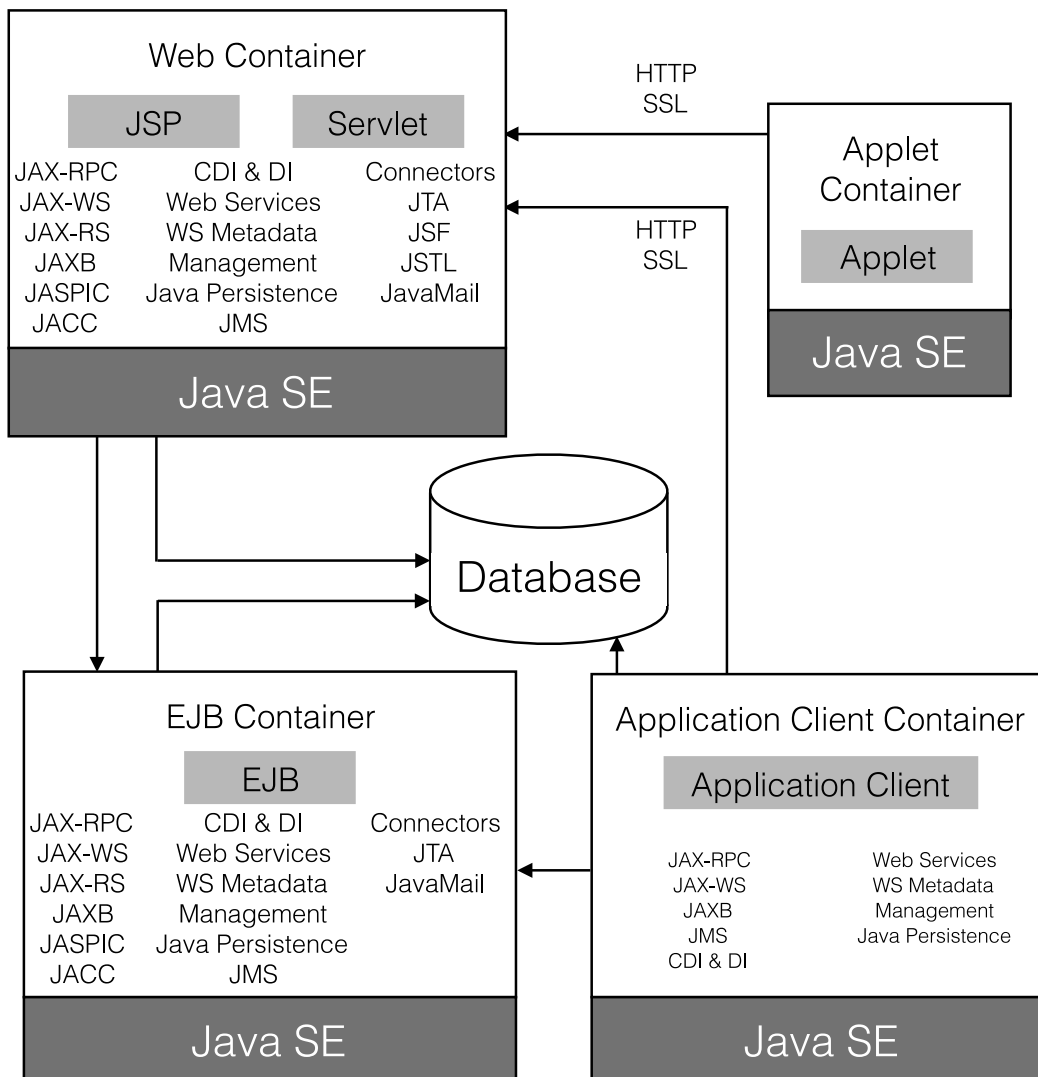 Web Container
JSP
Servlet
JAX-RPC
JAX-WS
JAX-RS
JAXB
JASPIC
JACC
CDI & DI
Web Services
WS Metadata
Management
Java Persistence
JMS
Connectors
JTA
JSF
JSTL
JavaMail
Java SE
HTTP
SSL
HTTP
SSL
Applet
Container
Applet
Java SE
Database
EJB Container
EJB
JAX-RPC
JAX-WS
JAX-RS
JAXB
JASPIC
JACC
CDI & DI
Web Services
WS Metadata
Management
Java Persistence
JMS
Connectors
JTA
JavaMail
Java SE
Application Client Container
Application Client
JAX-RPC
JAX-WS
JAXB
JMS
CDI & DI
Web Services
WS Metadata
Management
Java Persistence
Java SE